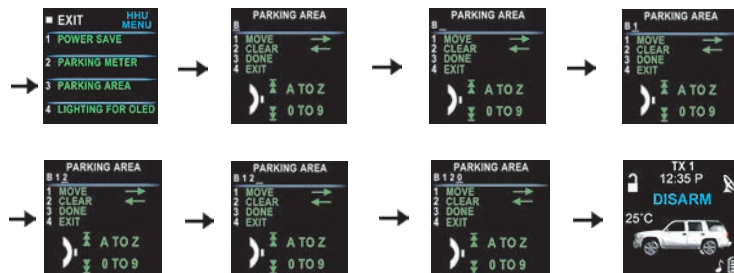 EXIT HHU MENU
1 POWER SAVE
2 PARKING METER
3 PARKING AREA
4 LIGHTING FOR OLED
PARKING AREA
B
1 MOVE
2 CLEAR
3 DONE
4 EXIT
A TO Z
0 TO 9
PARKING AREA
B _
1 MOVE
2 CLEAR
3 DONE
4 EXIT
A TO Z
0 TO 9
PARKING AREA
B 1
1 MOVE
2 CLEAR
3 DONE
4 EXIT
A TO Z
0 TO 9
PARKING AREA
B 1 2
1 MOVE
2 CLEAR
3 DONE
4 EXIT
A TO Z
0 TO 9
PARKING AREA
B 1 2 _
1 MOVE
2 CLEAR
3 DONE
4 EXIT
A TO Z
0 TO 9
PARKING AREA
B 1 2 0
1 MOVE
2 CLEAR
3 DONE
4 EXIT
A TO Z
0 TO 9
TX 1
12:35 P
DISARM
25°C